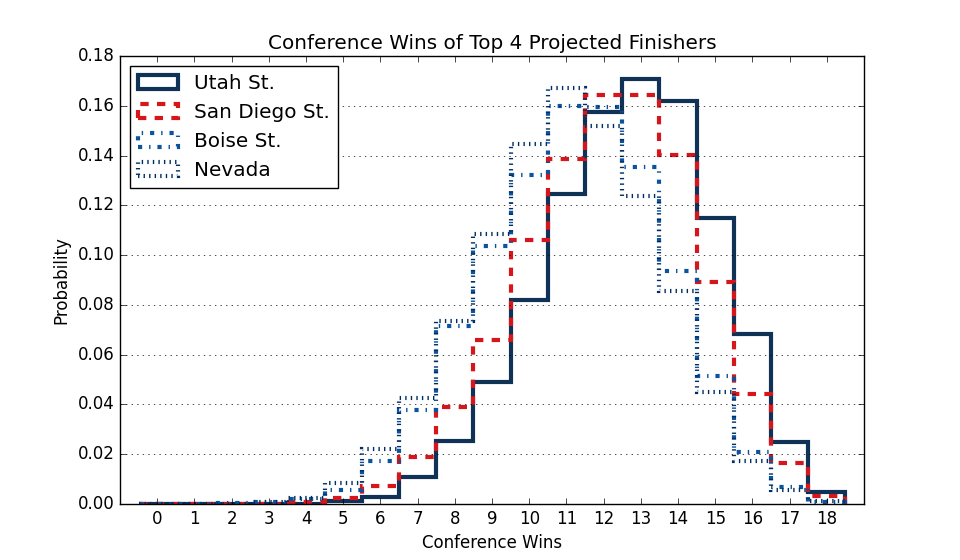 Conference Wins of Top 4 Projected Finishers
Utah St.
San Diego St.
Boise St.
Nevada
0.18
0.16
0.14
0.12
0.10
0.08
0.06
0.04
0.02
0.00
Probability
0 1 2 3 4 5 6 7 8 9 10 11 12 13 14 15 16 17 18
Conference Wins